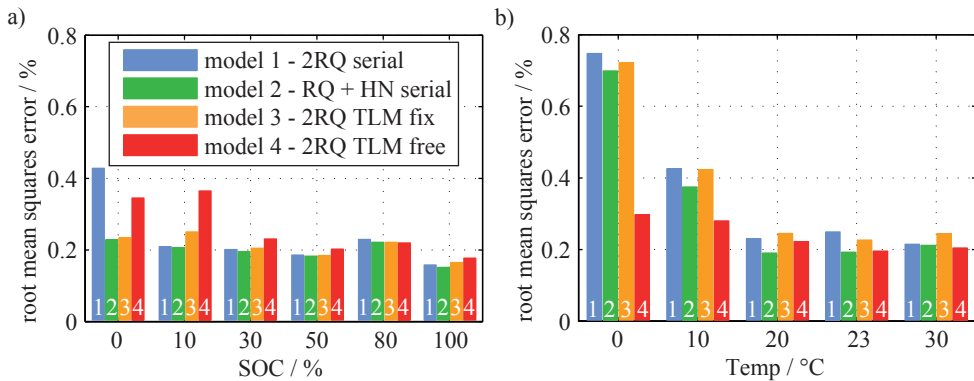 a)
0.8
0.6
0.4
0.2
0
root mean squares error / %
model 1 - 2RQ serial
model 2 - RQ + HN serial
model 3 - 2RQ TLM fix
model 4 - 2RQ TLM free
1 2 3 4 1 2 3 4 1 2 3 4 1 2 3 4 1 2 3 4 1 2 3 4
0 10 30 50 80 100
SOC / %
b)
0.8
0.6
0.4
0.2
0
root mean squares error / %
1 2 3 4 1 2 3 4 1 2 3 4 1 2 3 4 1 2 3 4
0 10 20 23 30
Temp / °C